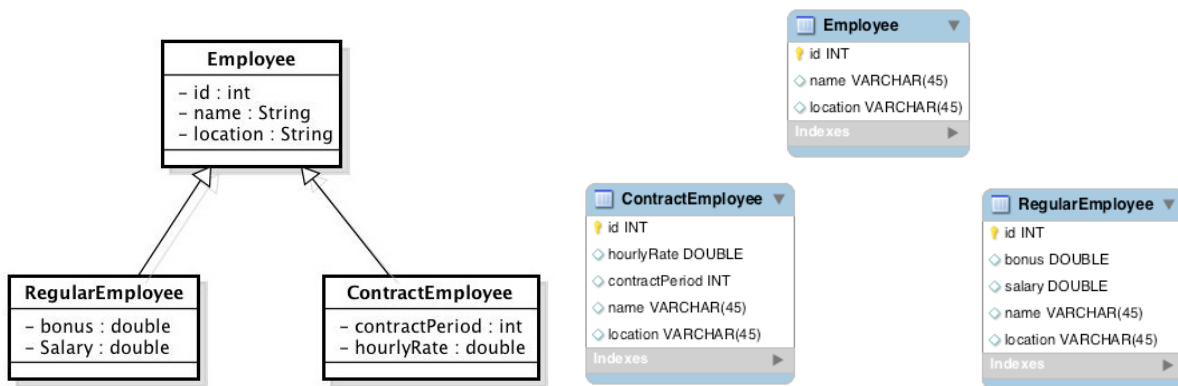 Employee
- id : int
- name : String
- location : String
RegularEmployee
- bonus : double
- Salary : double
ContractEmployee
- contractPeriod : int
- hourlyRate : double
Employee
id INT
name VARCHAR(45)
location VARCHAR(45)
Indexes
ContractEmployee
id INT
hourlyRate DOUBLE
contractPeriod INT
name VARCHAR(45)
location VARCHAR(45)
Indexes
RegularEmployee
id INT
bonus DOUBLE
salary DOUBLE
name VARCHAR(45)
location VARCHAR(45)
Indexes